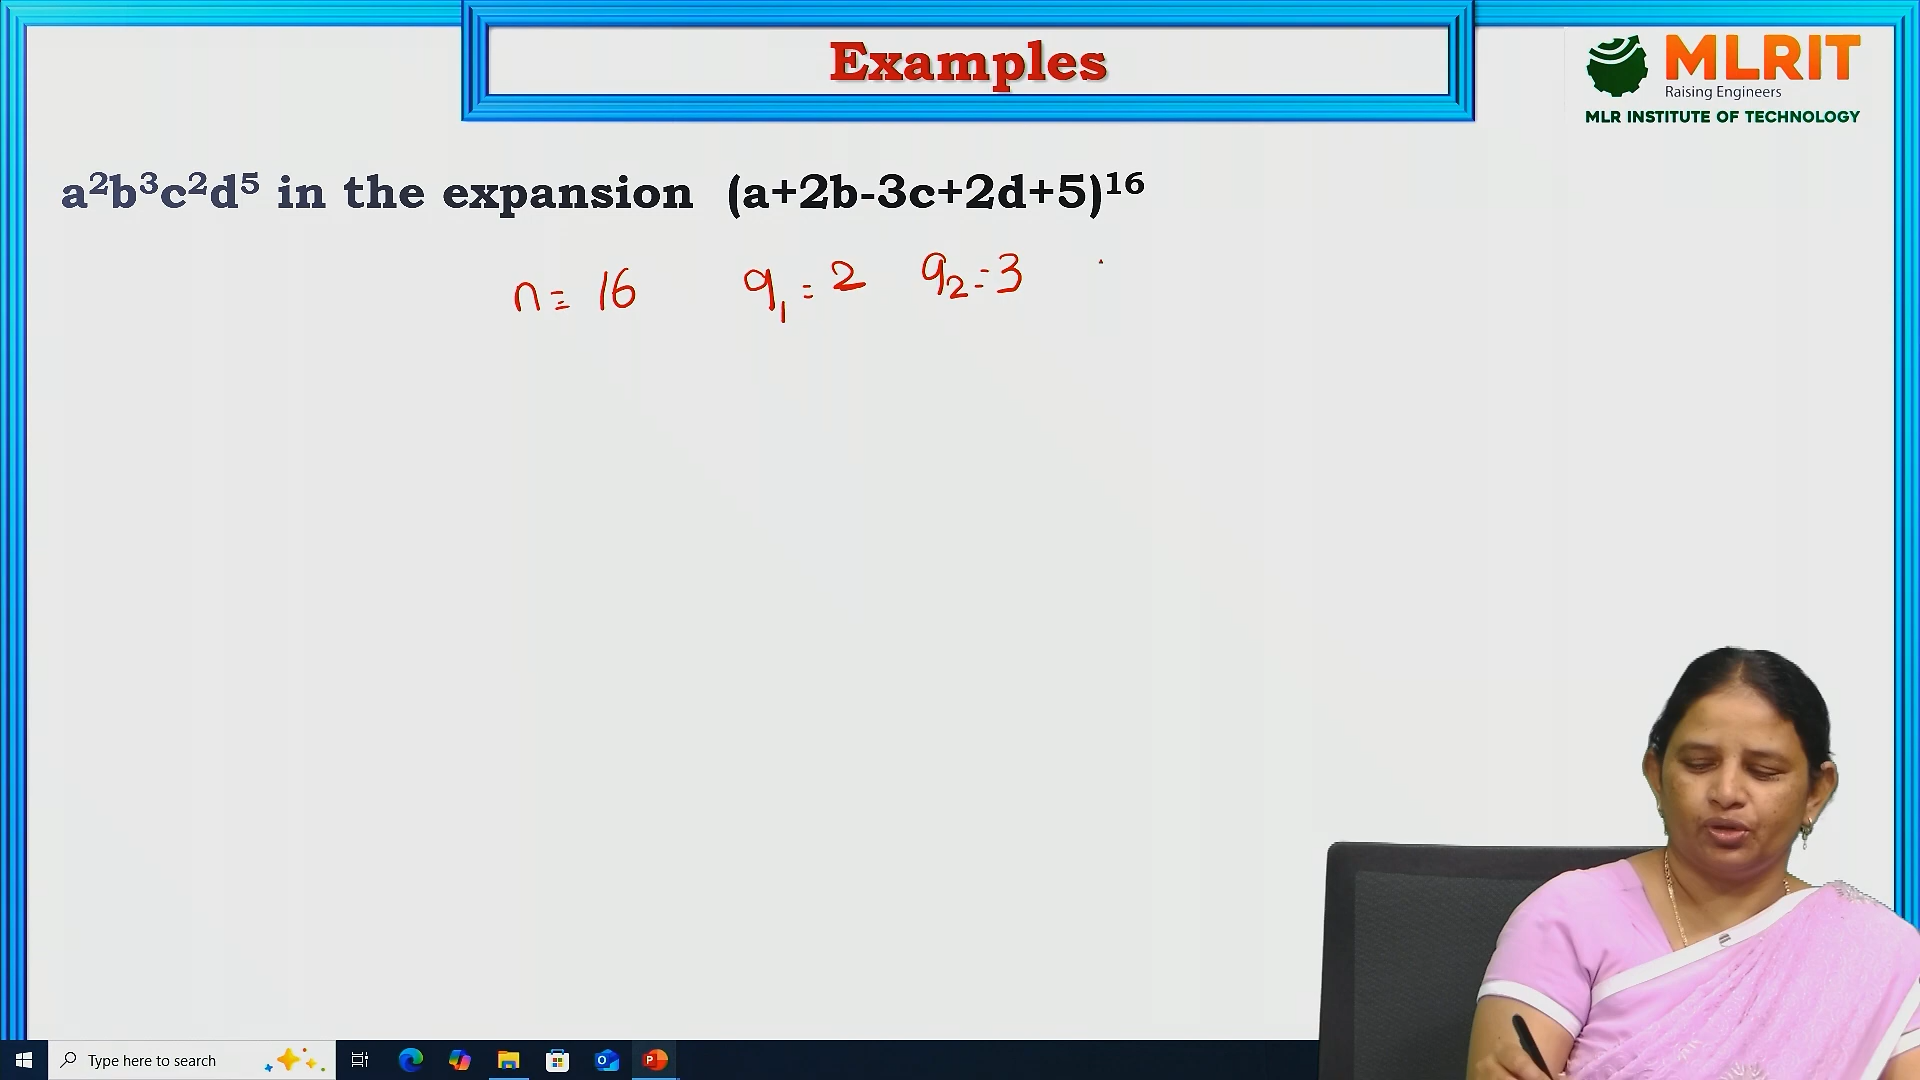 Examples
MLRIT
Raising Engineers
MLR INSTITUTE OF TECHNOLOGY
a²b³c²d⁵ in the expansion (a+2b-3c+2d+5)¹⁶
n = 16 q₁ = 2 q₂ = 3
Type here to search